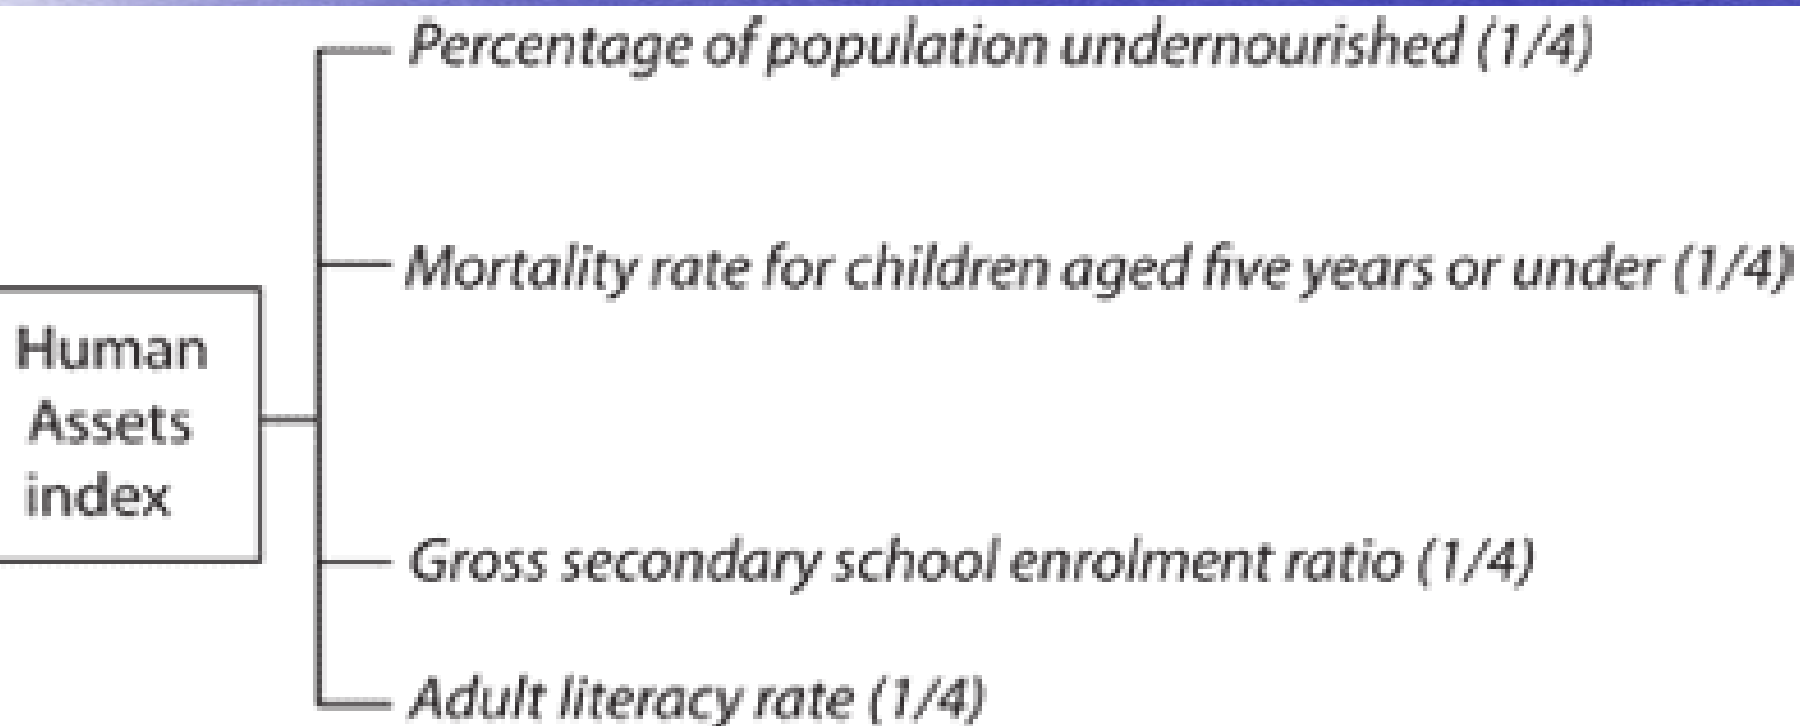 Percentage of population undernourished (1/4)
Mortality rate for children aged five years or under (1/4)
Human
Assets
index
Gross secondary school enrolment ratio (1/4)
Adult literacy rate (1/4)